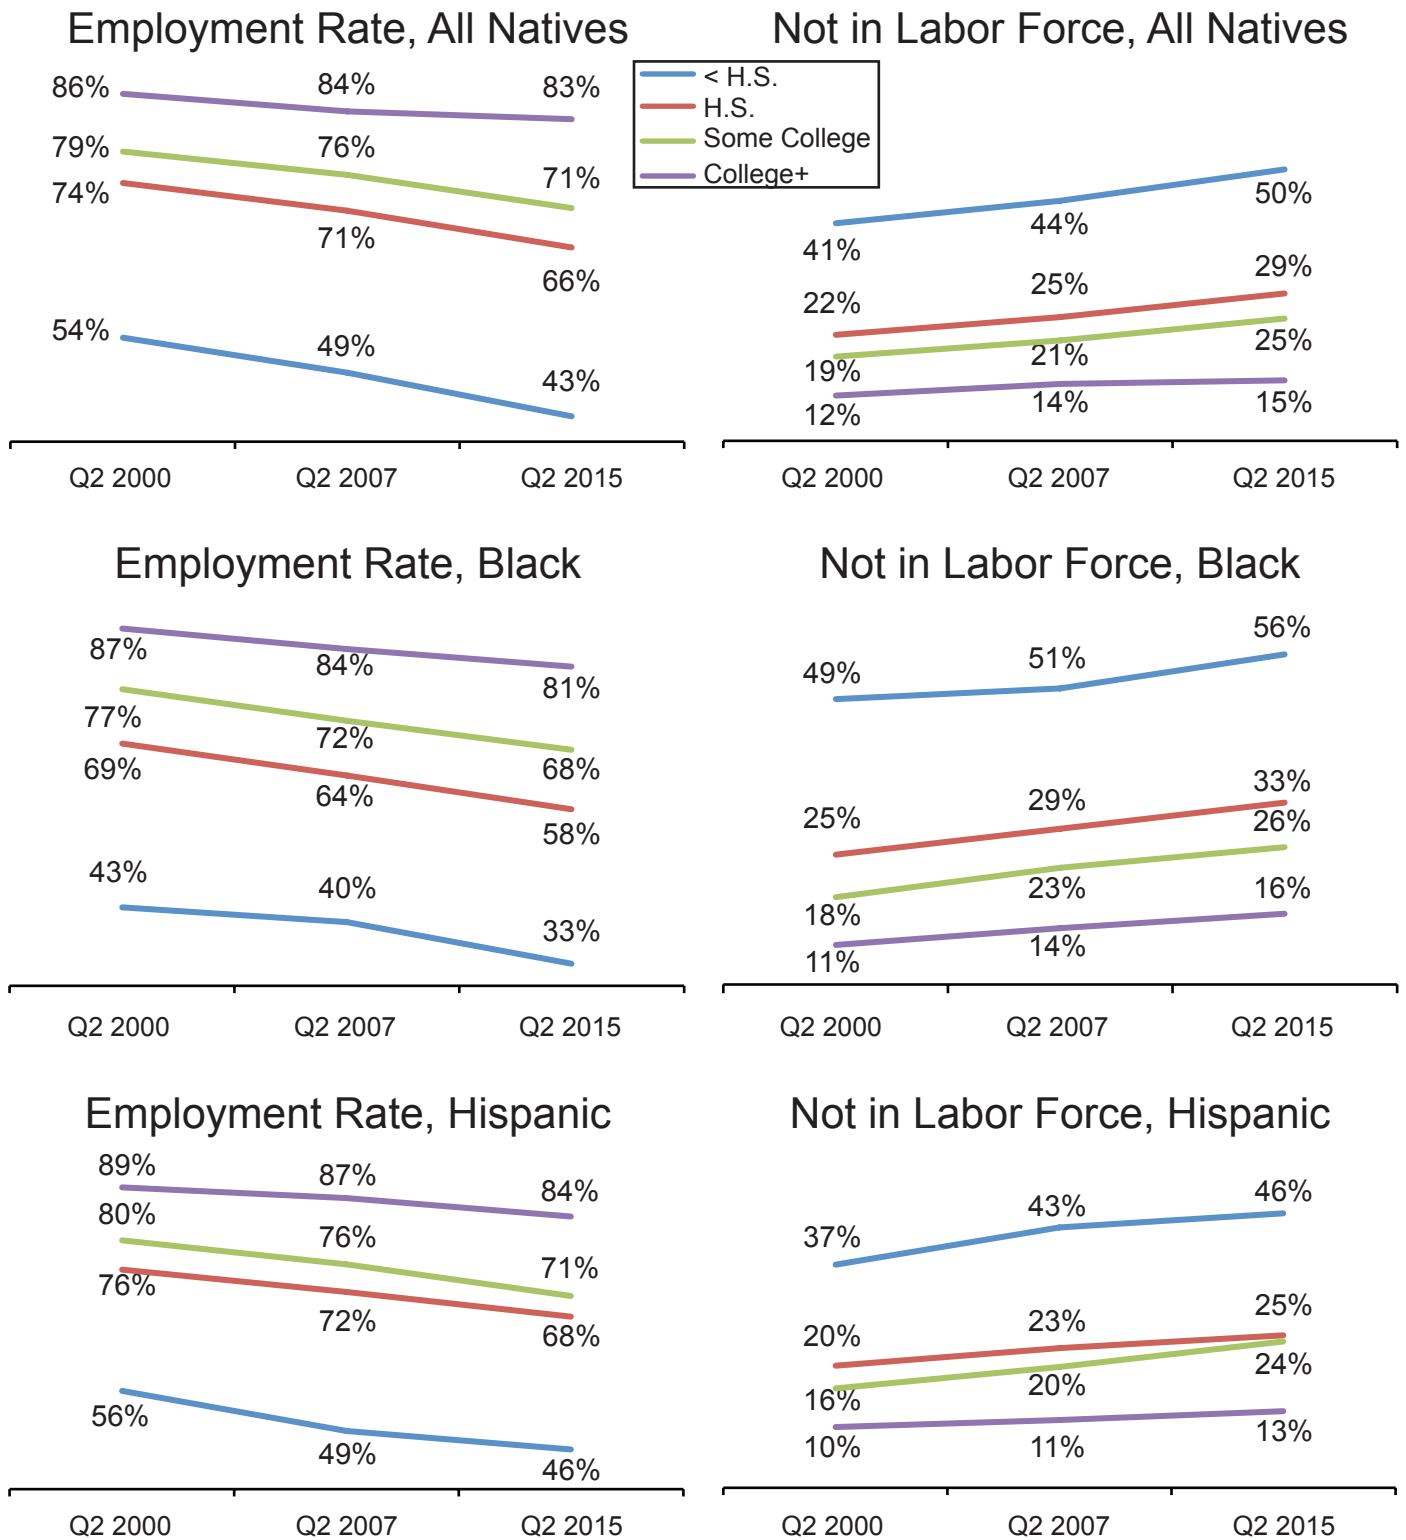 Employment Rate, All Natives
Not in Labor Force, All Natives
< H.S.
H.S.
Some College
College+
86%
84%
83%
79%
76%
71%
74%
71%
66%
54%
49%
43%
Q2 2000
Q2 2007
Q2 2015
41%
44%
50%
22%
25%
29%
19%
21%
25%
12%
14%
15%
Q2 2000
Q2 2007
Q2 2015
Employment Rate, Black
87%
84%
81%
77%
72%
68%
69%
64%
58%
43%
40%
33%
Q2 2000
Q2 2007
Q2 2015
Not in Labor Force, Black
49%
51%
56%
25%
29%
33%
18%
23%
26%
11%
14%
16%
Q2 2000
Q2 2007
Q2 2015
Employment Rate, Hispanic
89%
87%
84%
80%
76%
71%
76%
72%
68%
56%
49%
46%
Q2 2000
Q2 2007
Q2 2015
Not in Labor Force, Hispanic
37%
43%
46%
20%
23%
25%
16%
20%
24%
10%
11%
13%
Q2 2000
Q2 2007
Q2 2015